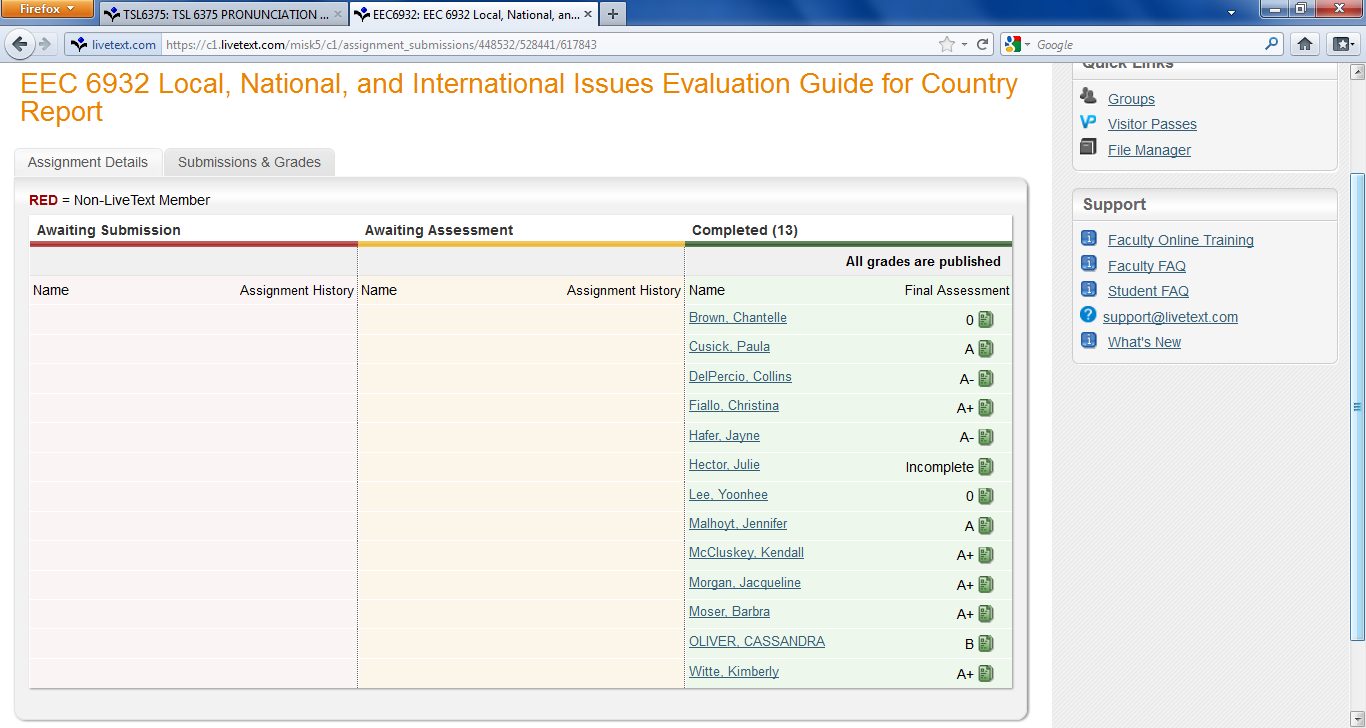 Firefox
TSL6375: TSL 6375 PRONUNCIATION ...
EEC6932: EEC 6932 Local, National, an...
livetext.com
https://c1.livetext.com/misk5/c1/assignment_submissions/448532/528441/617843
Google
EEC 6932 Local, National, and International Issues Evaluation Guide for Country
Report
Assignment Details
Submissions & Grades
RED = Non-LiveText Member
Awaiting Submission
Awaiting Assessment
Completed (13)
All grades are published
Name Assignment History
Name Assignment History
Name Final Assessment
Brown, Chantelle 0
Cusick, Paula A
DelPercio, Collins A-
Fiallo, Christina A+
Hafer, Jayne A-
Hector, Julie Incomplete
Lee, Yoonhee 0
Malhoyt, Jennifer A
McCluskey, Kendall A+
Morgan, Jacqueline A+
Moser, Barbra A+
OLIVER, CASSANDRA B
Witte, Kimberly A+
Quick Links
Groups
VP Visitor Passes
File Manager
Support
Faculty Online Training
Faculty FAQ
Student FAQ
support@livetext.com
What's New